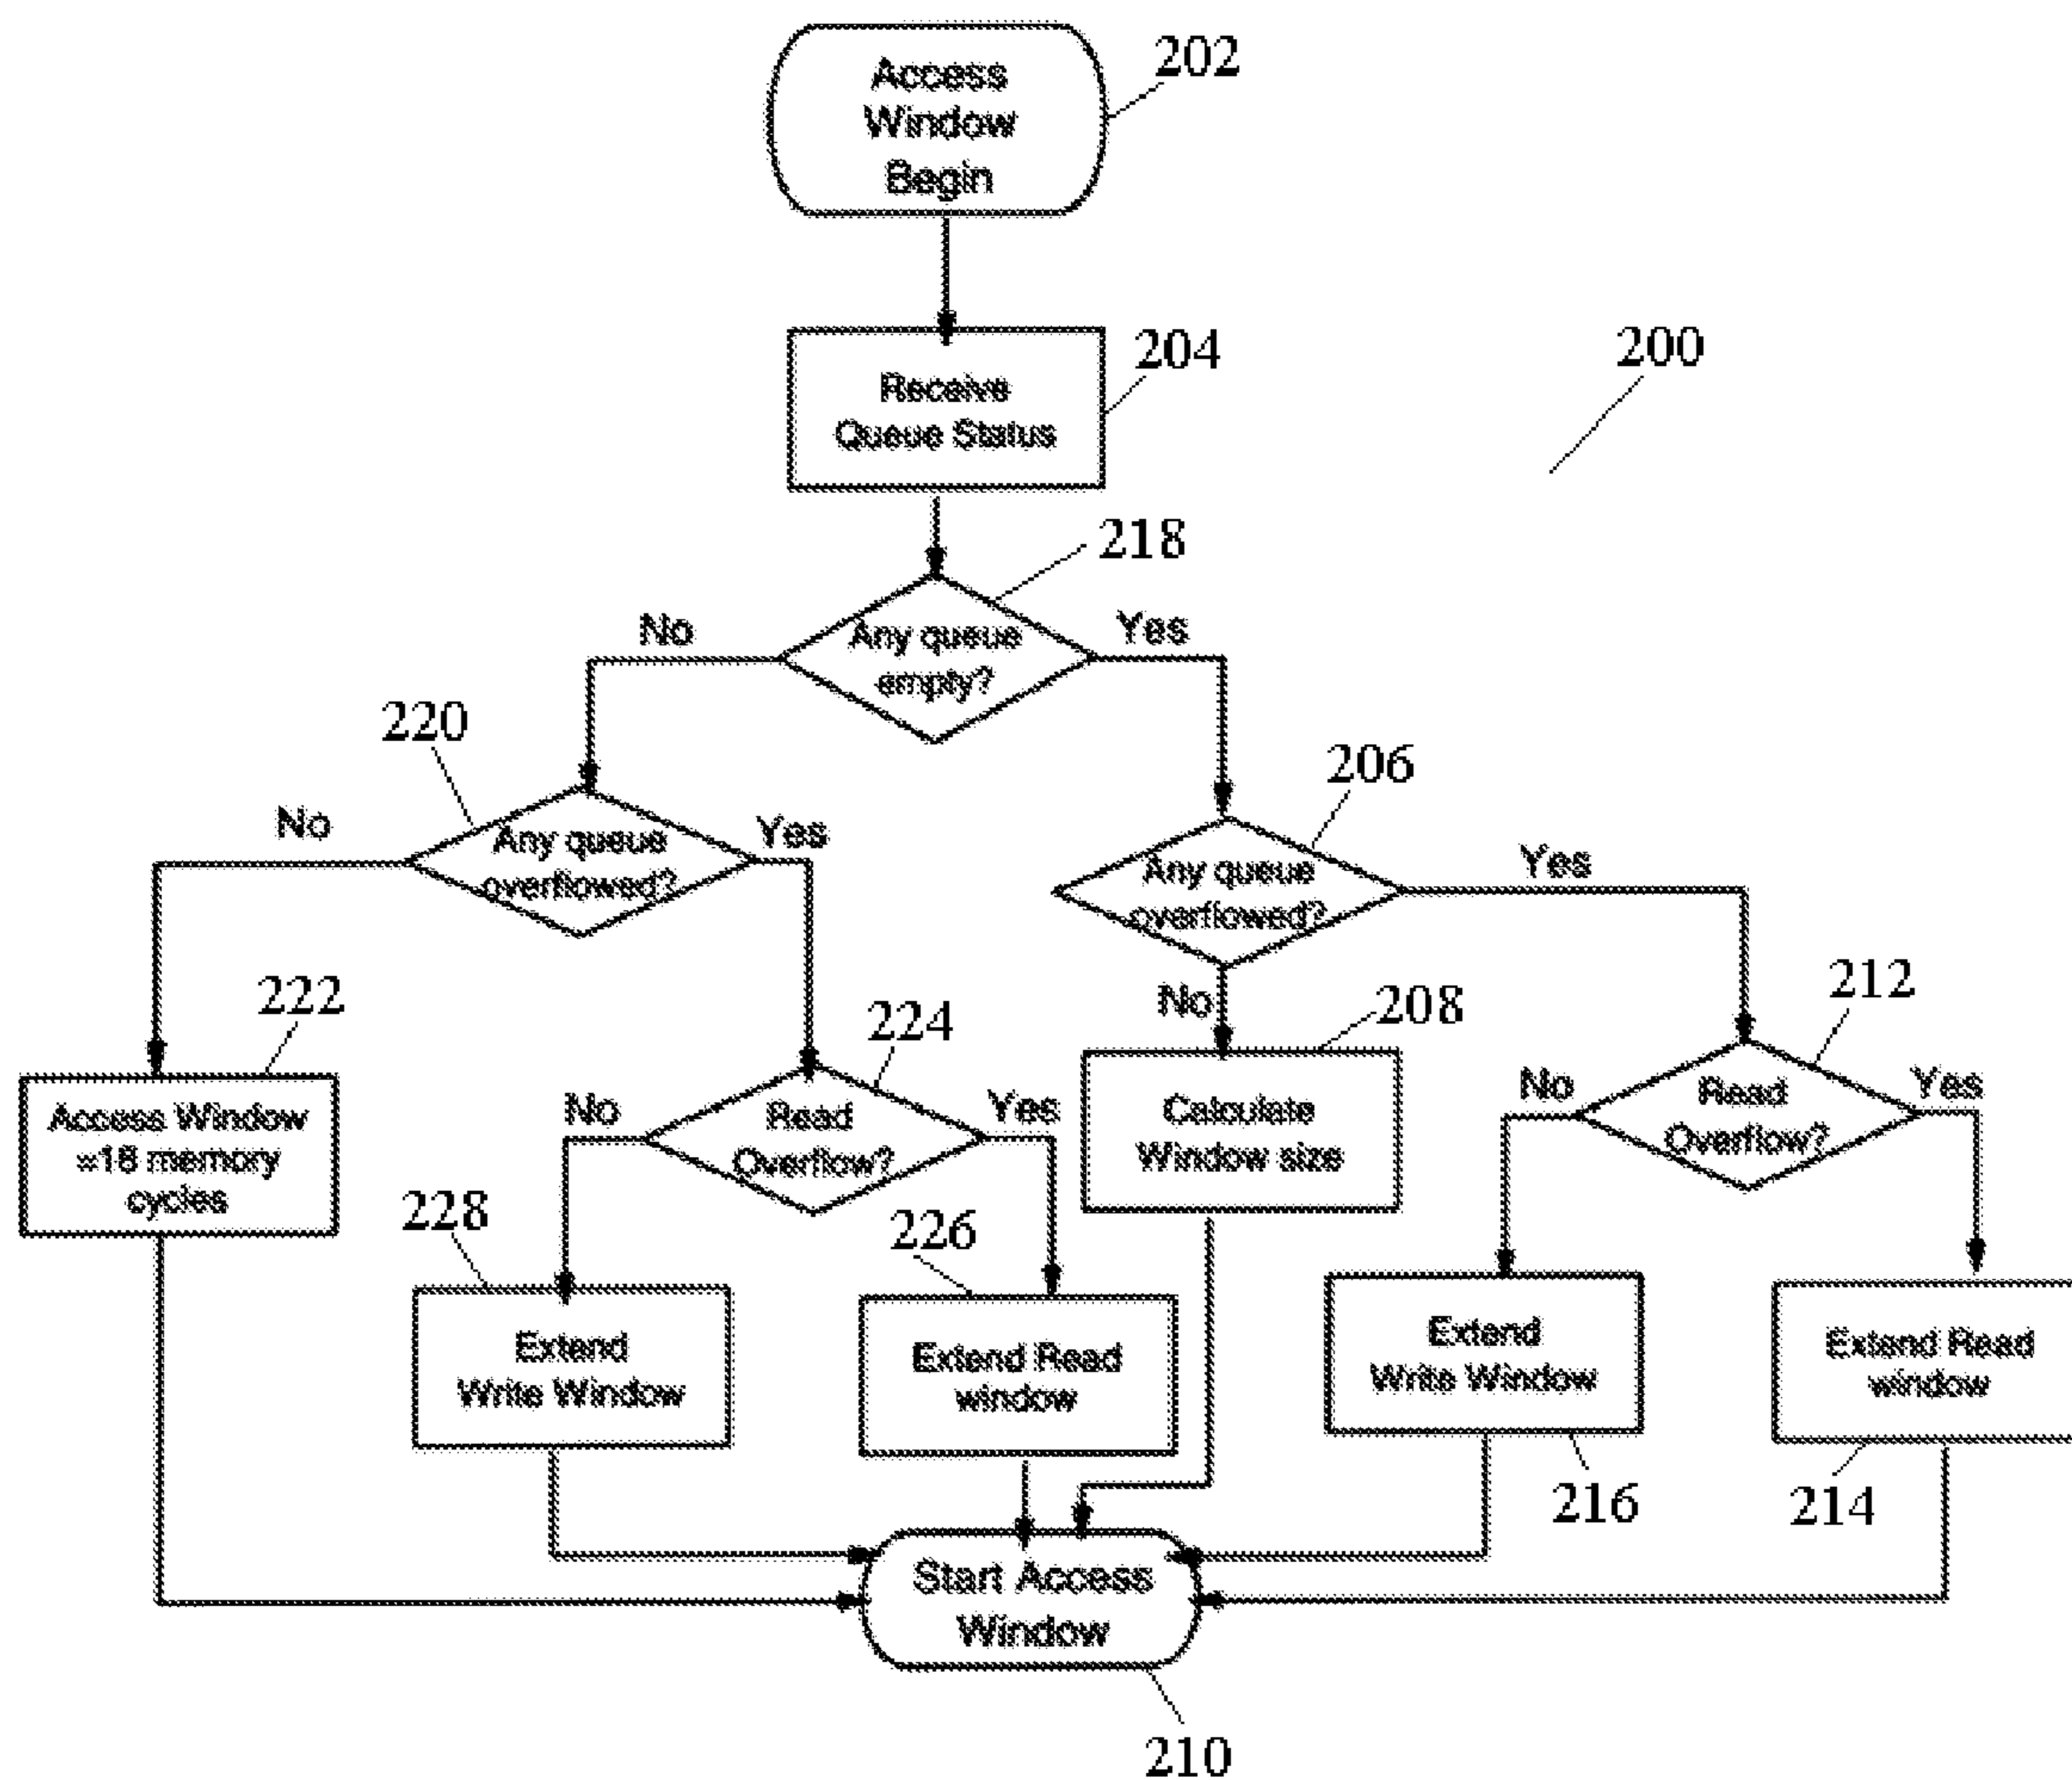 Access
Window
Begin
202
Receive
Queue Status
204
200
218
Any queue
empty?
No
Yes
220
206
Any queue
overflowed?
No
Yes
Any queue
overflowed?
Yes
No
222
224
208
212
Access Window
cycles
memory
Read
Overflow?
No
Yes
Calculate
Window size
Read
Overflow?
No
Yes
228
226
Extend
Write Window
Extend Read
window
Extend
Write Window
Extend Read
window
216
214
Start Access
Window
210